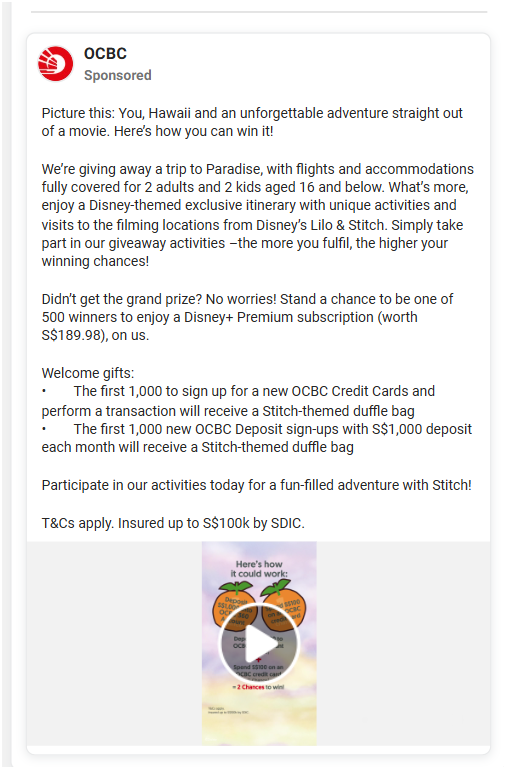 OCBC
Sponsored
Picture this: You, Hawaii and an unforgettable adventure straight out
of a movie. Here’s how you can win it!
We’re giving away a trip to Paradise, with flights and accommodations
fully covered for 2 adults and 2 kids aged 16 and below. What’s more,
enjoy a Disney-themed exclusive itinerary with unique activities and
visits to the filming locations from Disney’s Lilo & Stitch. Simply take
part in our giveaway activities –the more you fulfil, the higher your
winning chances!
Didn’t get the grand prize? No worries! Stand a chance to be one of
500 winners to enjoy a Disney+ Premium subscription (worth
S$189.98), on us.
Welcome gifts:
• The first 1,000 to sign up for a new OCBC Credit Cards and
perform a transaction will receive a Stitch-themed duffle bag
• The first 1,000 new OCBC Deposit sign-ups with S$1,000 deposit
each month will receive a Stitch-themed duffle bag
Participate in our activities today for a fun-filled adventure with Stitch!
T&Cs apply. Insured up to S$100k by SDIC.
Here's how
it could work:
Deposit
Spend S$100 on an
OCBC credit card
= 2 Chances to win!